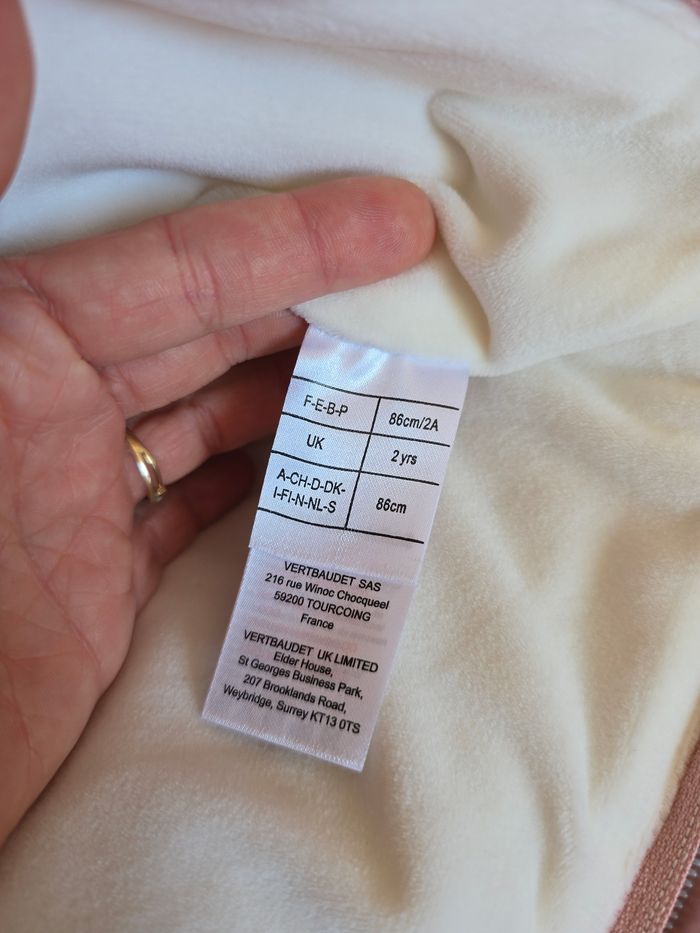 F-E-B-P 86cm/2A
UK 2 yrs
A-CH-D-DK-
I-FI-N-NL-S 86cm
VERTBAUDET SAS
216 rue Winoc Chocqueel
59200 TOURCOING
France
VERTBAUDET UK LIMITED
Elder House,
St Georges Business Park,
207 Brooklands Road,
Weybridge, Surrey KT13 0TS